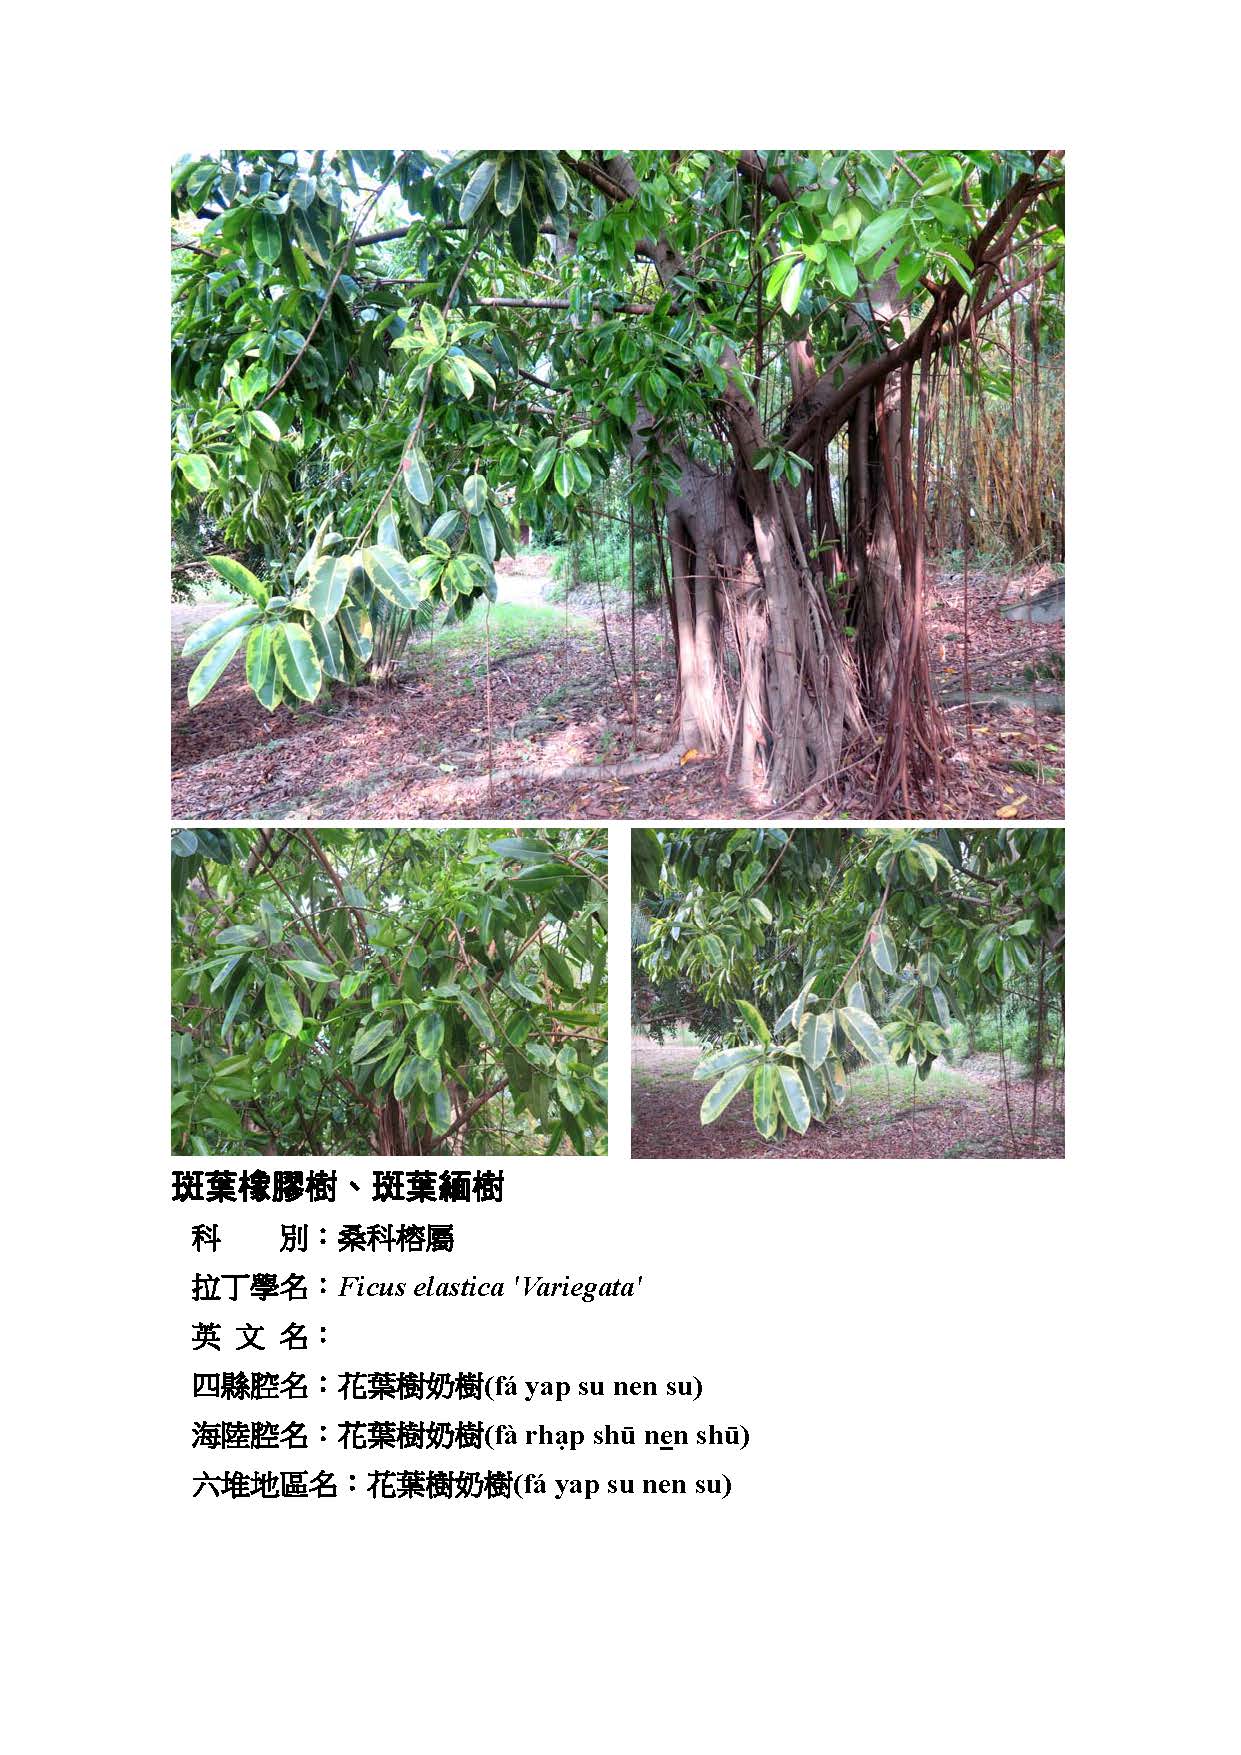 斑葉橡膠樹、斑葉緬樹
科　　別：桑科榕屬
拉丁學名：Ficus elastica 'Variegata'
英 文 名：
四縣腔名：花葉樹奶樹(fá yap su nen su)
海陸腔名：花葉樹奶樹(fà rhạp shū nen shū)
六堆地區名：花葉樹奶樹(fá yap su nen su)